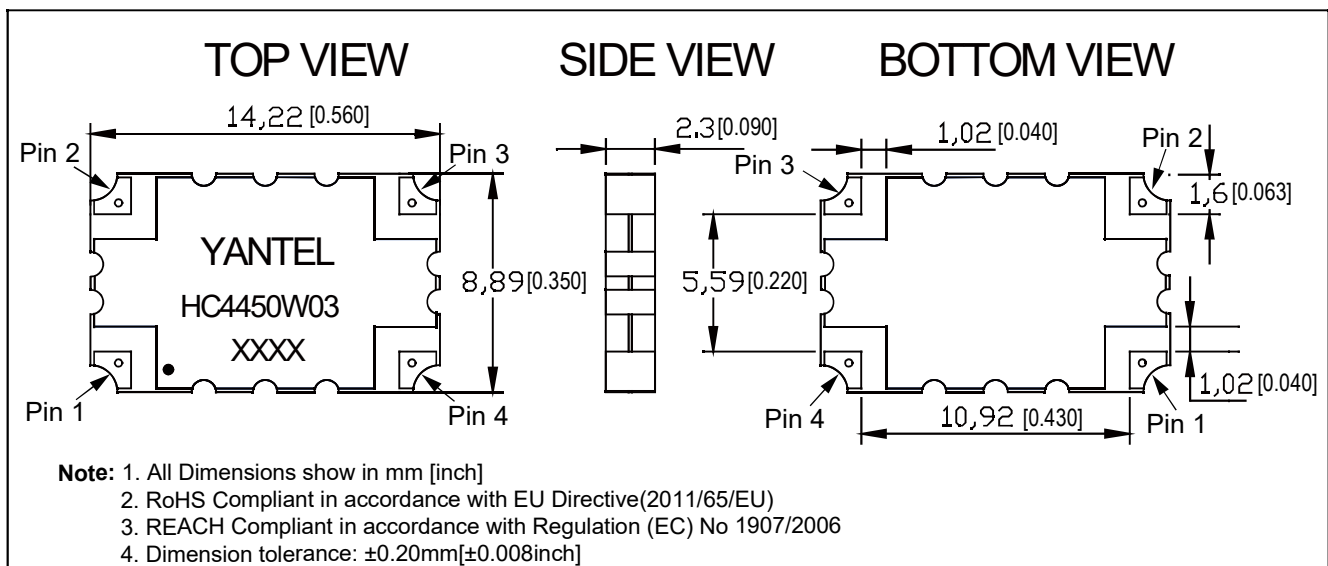 TOP VIEW
SIDE VIEW
BOTTOM VIEW
14,22 [0.560]
2.3[0.090]
1,02 [0.040]
Pin 2
Pin 3
Pin 3
Pin 2
1,6[0.063]
YANTEL
HC4450W03
XXXX
8,89[0.350]
5,59[0.220]
1,02[0.040]
Pin 1
Pin 4
Pin 4
10,92 [0.430]
Pin 1
Note: 1. All Dimensions show in mm [inch]
2. RoHS Compliant in accordance with EU Directive(2011/65/EU)
3. REACH Compliant in accordance with Regulation (EC) No 1907/2006
4. Dimension tolerance: ±0.20mm[±0.008inch]